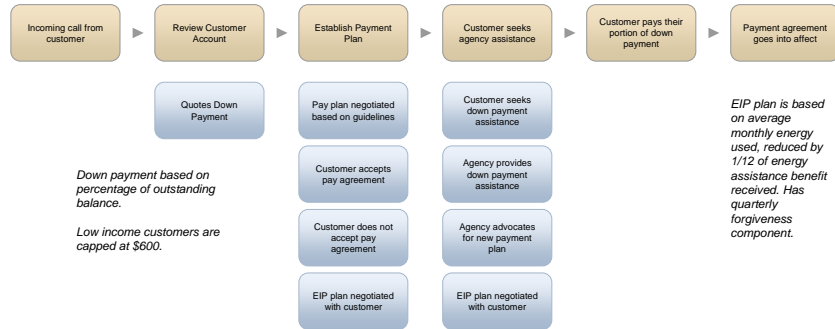 Incoming call from
customer
Review Customer
Account
Establish Payment
Plan
Customer seeks
agency assistance
Customer pays their
portion of down
payment
Payment agreement
goes into affect
Quotes Down
Payment
Pay plan negotiated
based on guidelines
Customer seeks
down payment
assistance
Customer accepts
pay agreement
Agency provides
down payment
assistance
Customer does not
accept pay
agreement
Agency advocates
for new payment
plan
EIP plan negotiated
with customer
EIP plan negotiated
with customer
Down payment based on
percentage of outstanding
balance.
Low income customers are
capped at $600.
EIP plan is based
on average
monthly energy
used, reduced by
1/12 of energy
assistance benefit
received. Has
quarterly
forgiveness
component.